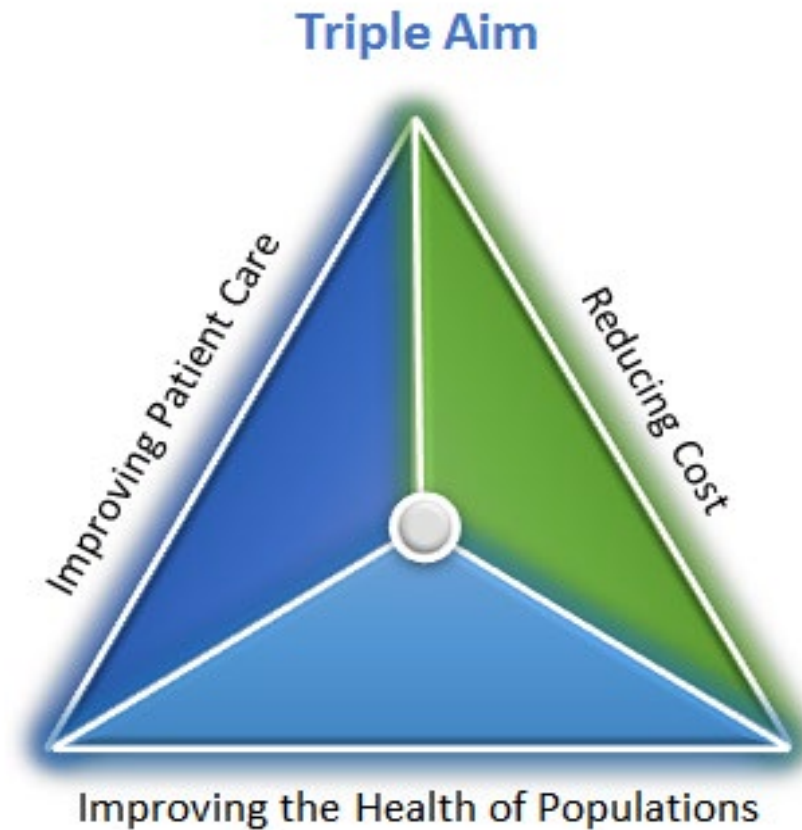 Triple Aim
Improving Patient Care
Reducing Cost
Improving the Health of Populations